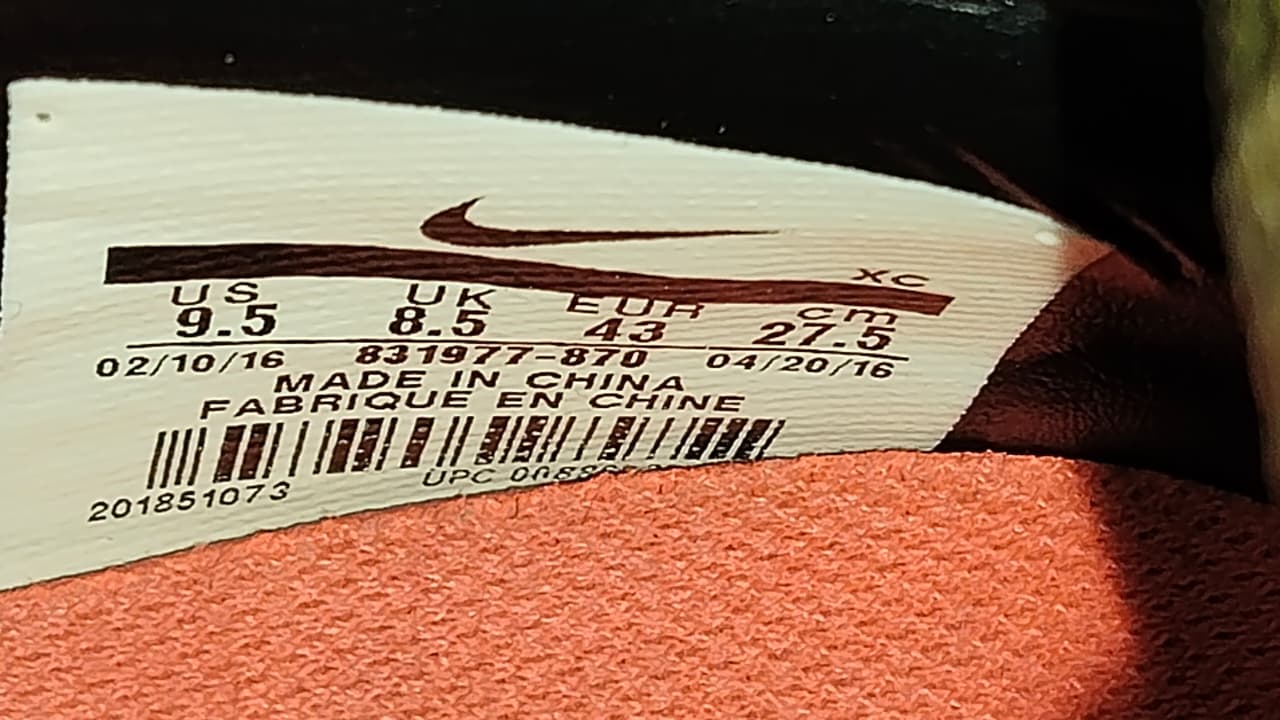 XC
US UK EUR cm
9.5 8.5 43 27.5
02/10/16 831977-870 04/20/16
MADE IN CHINA
FABRIQUE EN CHINE
UPC
201851073